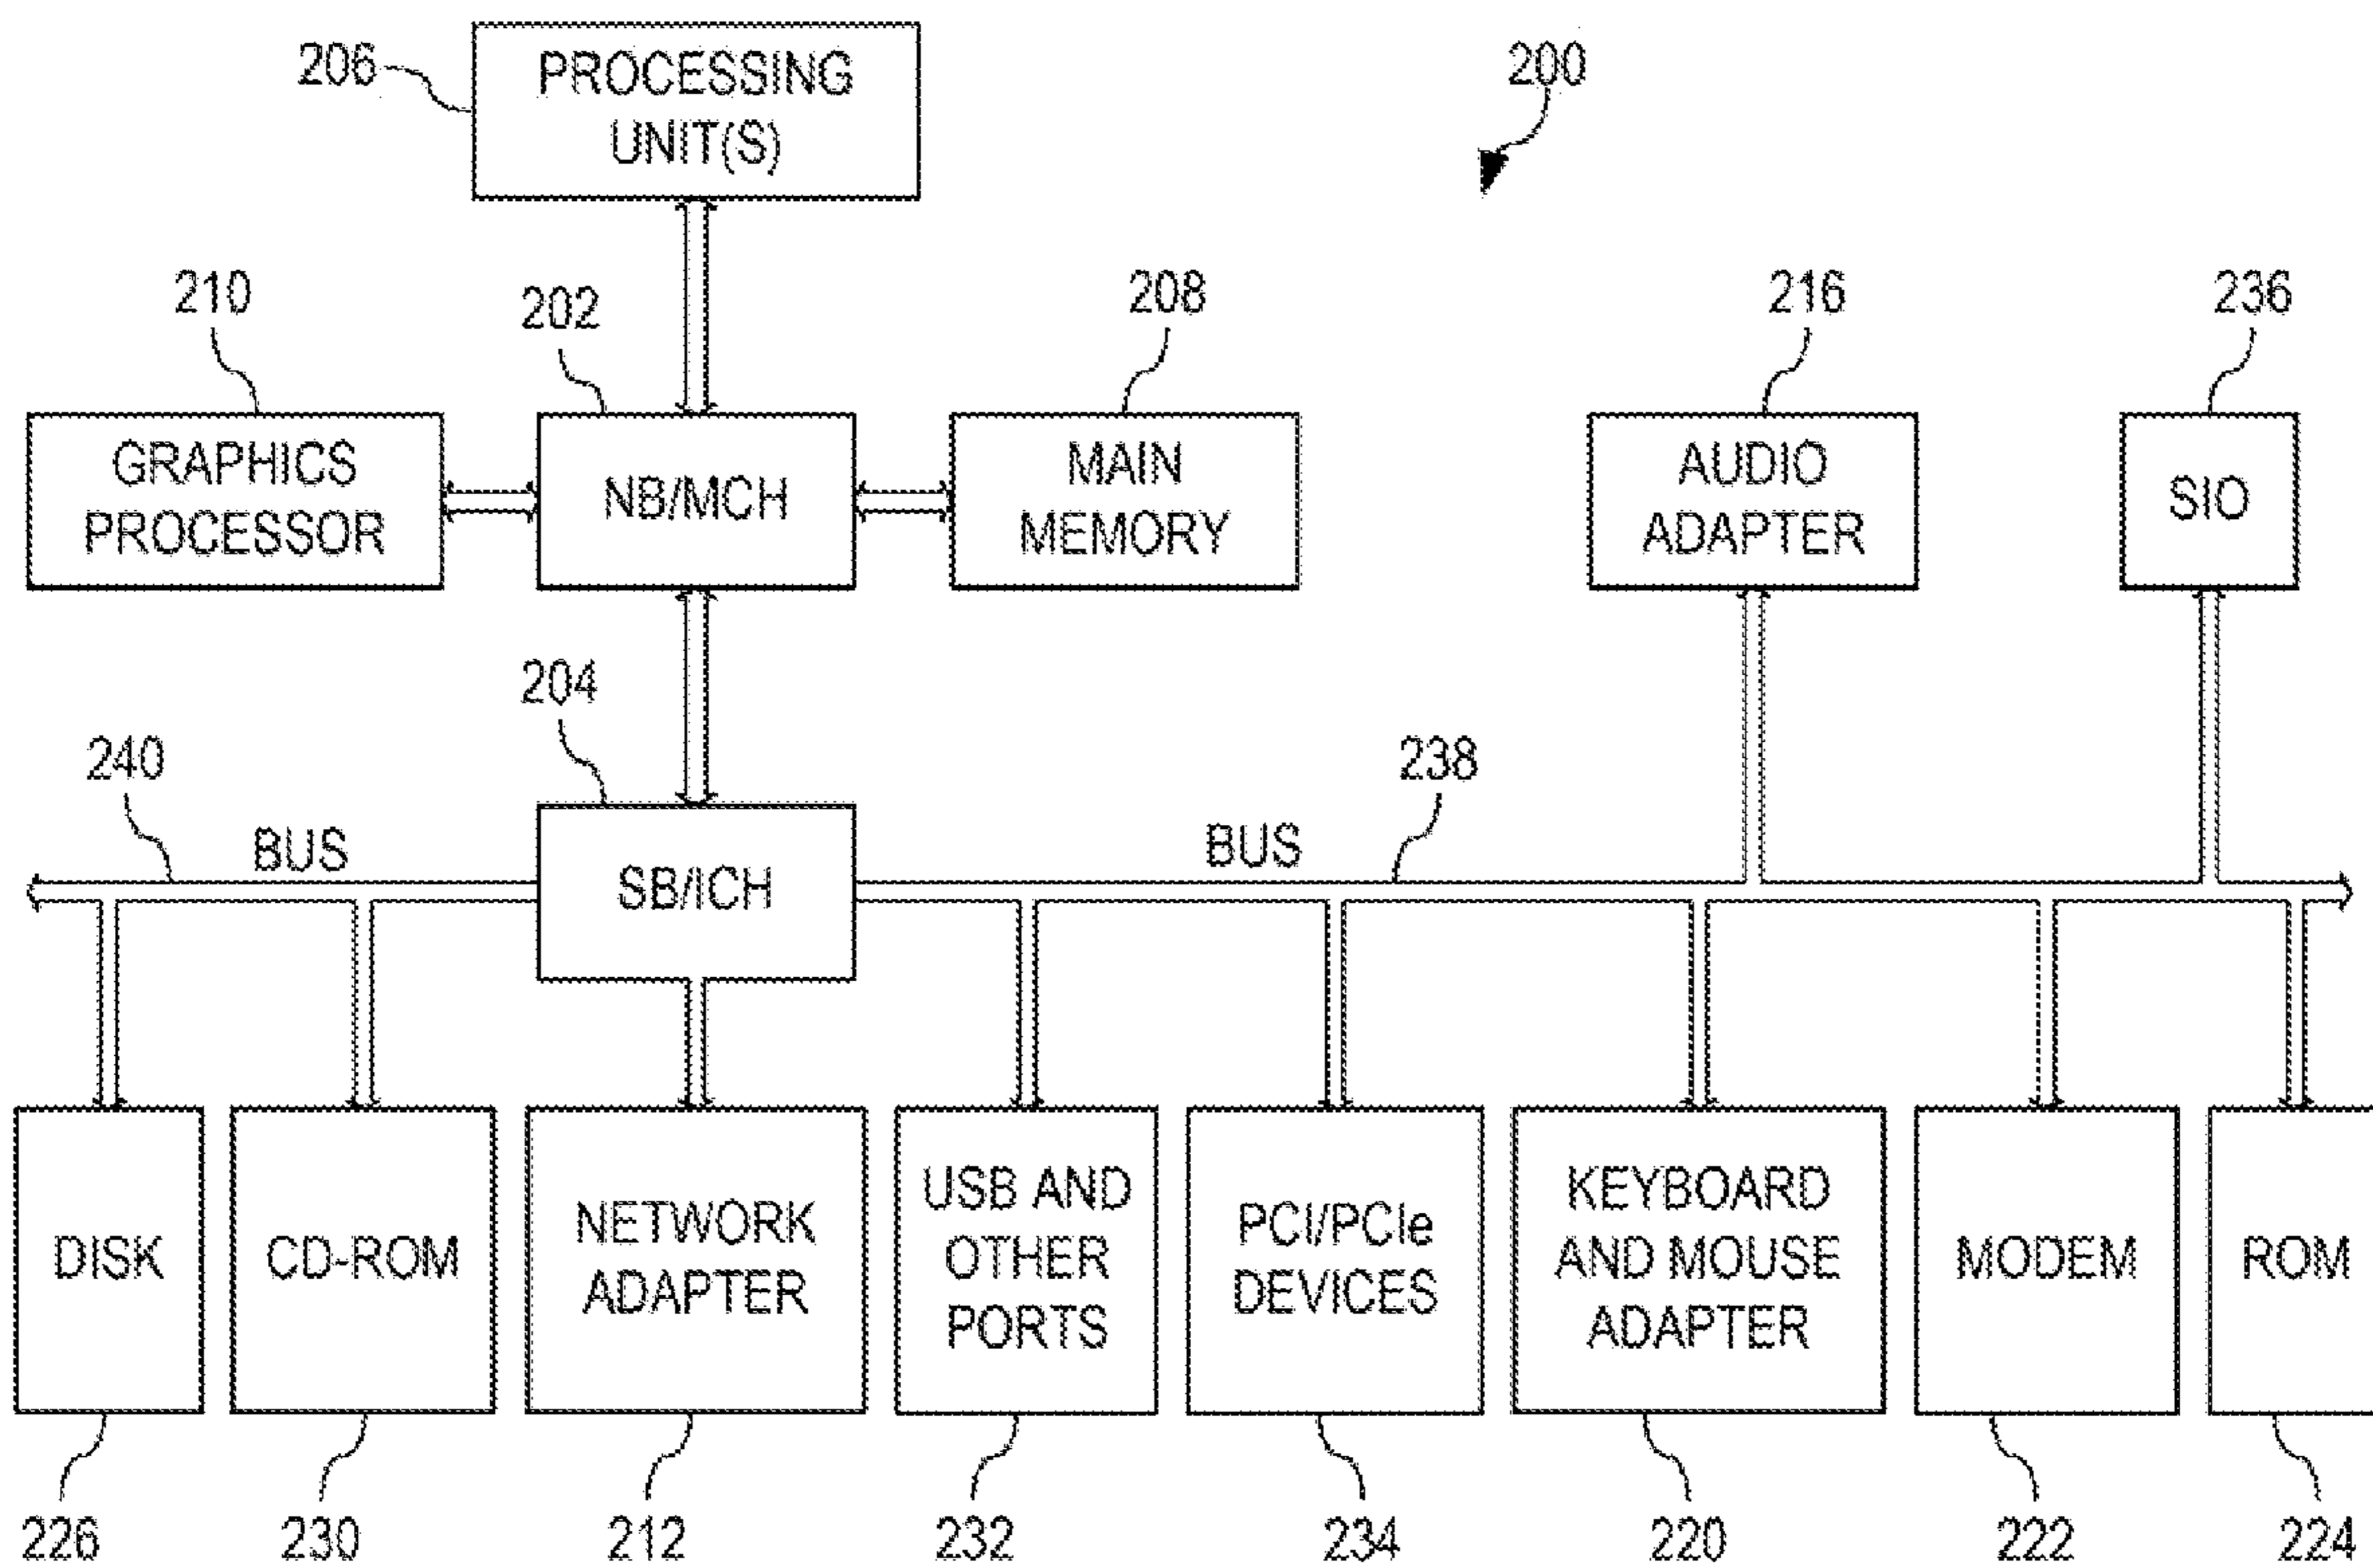 206
PROCESSING
UNIT(S)
200
210
202
208
216
236
GRAPHICS
PROCESSOR
NB/MCH
MAIN
MEMORY
AUDIO
ADAPTER
SIO
204
240
BUS
SB/ICH
BUS
238
DISK
CD-ROM
NETWORK
ADAPTER
USB AND
OTHER
PORTS
PCI/PCIe
DEVICES
KEYBOARD
AND MOUSE
ADAPTER
MODEM
ROM
226
230
212
232
234
220
222
224